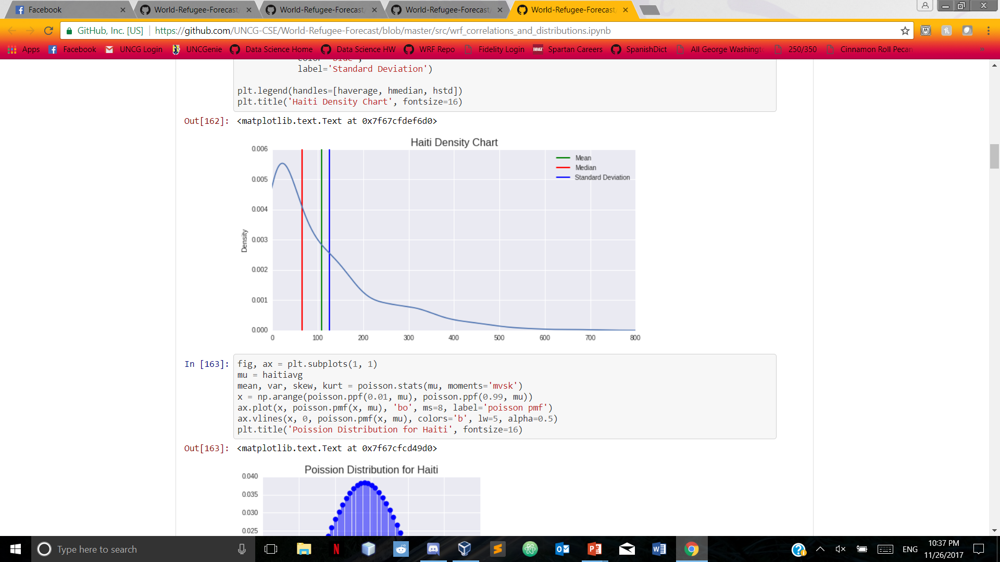 Facebook
World-Refugee-Forecast
World-Refugee-Forecast
World-Refugee-Forecast
World-Refugee-Forecast
GitHub, Inc. [US] | https://github.com/UNCG-CSE/World-Refugee-Forecast/blob/master/src/wrf_correlations_and_distributions.ipynb
Apps Facebook UNCG Login UNCGenie Data Science Home Data Science HW WRF Repo Fidelity Login BB&T Spartan Careers SpanishDict All George Washingt 250/350 Cinnamon Roll Pecan
label='Standard Deviation')
plt.legend(handles=[haverage, hmedian, hstd])
plt.title('Haiti Density Chart', fontsize=16)
Out[162]: <matplotlib.text.Text at 0x7f67cfdef6d0>
Haiti Density Chart
0.006
0.005
0.004
0.003
0.002
0.001
0.000
Density
Mean
Median
Standard Deviation
0 100 200 300 400 500 600 700 800
In [163]: fig, ax = plt.subplots(1, 1)
mu = haitiavg
mean, var, skew, kurt = poisson.stats(mu, moments='mvsk')
x = np.arange(poisson.ppf(0.01, mu), poisson.ppf(0.99, mu))
ax.plot(x, poisson.pmf(x, mu), 'bo', ms=8, label='poisson pmf')
ax.vlines(x, 0, poisson.pmf(x, mu), colors='b', lw=5, alpha=0.5)
plt.title('Poission Distribution for Haiti', fontsize=16)
Out[163]: <matplotlib.text.Text at 0x7f67cfcd49d0>
Poission Distribution for Haiti
0.040
0.035
0.030
0.025
Type here to search
ENG
10:37 PM
11/26/2017